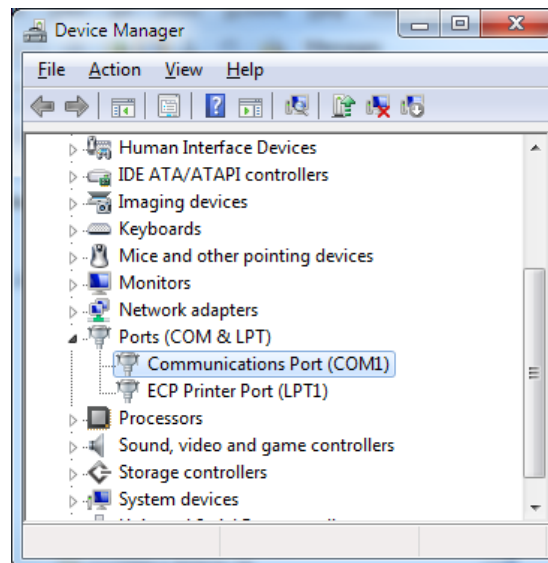 Device Manager
File Action View Help
Human Interface Devices
IDE ATA/ATAPI controllers
Imaging devices
Keyboards
Mice and other pointing devices
Monitors
Network adapters
Ports (COM & LPT)
Communications Port (COM1)
ECP Printer Port (LPT1)
Processors
Sound, video and game controllers
Storage controllers
System devices